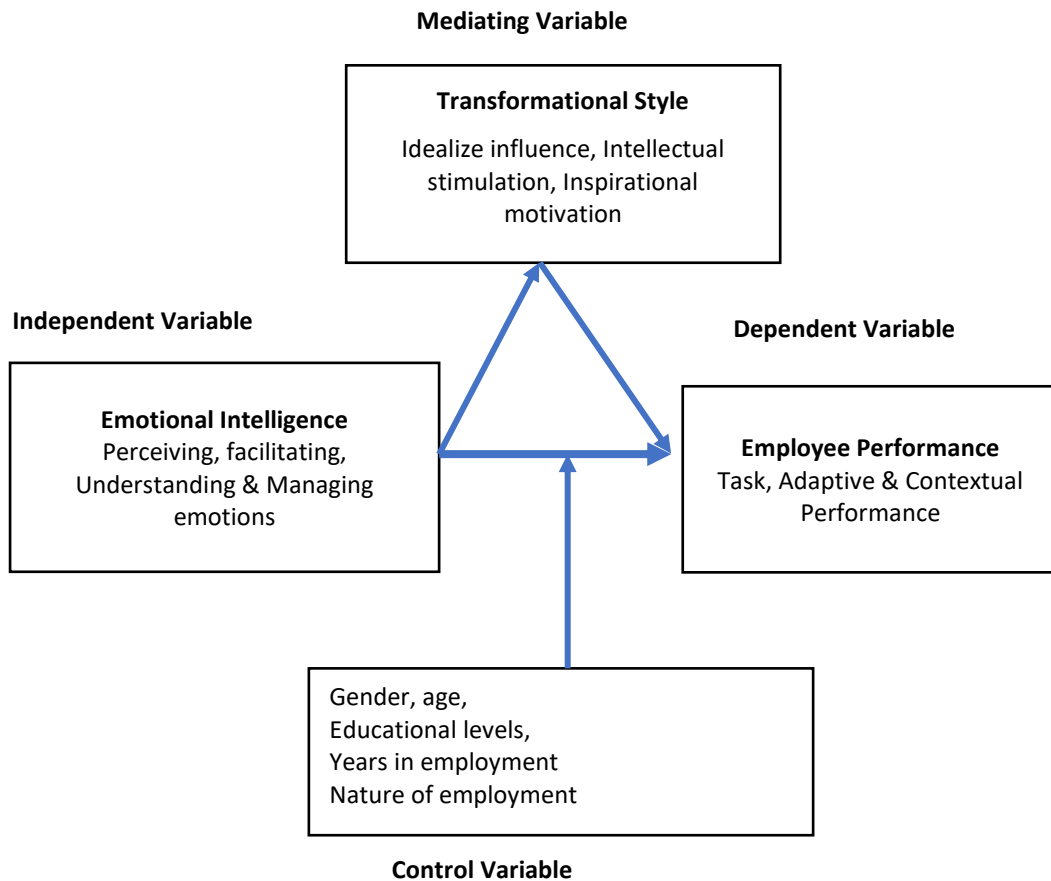 Mediating Variable
Transformational Style
Idealize influence, Intellectual
stimulation, Inspirational
motivation
Independent Variable
Dependent Variable
Emotional Intelligence
Perceiving, facilitating,
Understanding & Managing
emotions
Employee Performance
Task, Adaptive & Contextual
Performance
Gender, age,
Educational levels,
Years in employment
Nature of employment
Control Variable